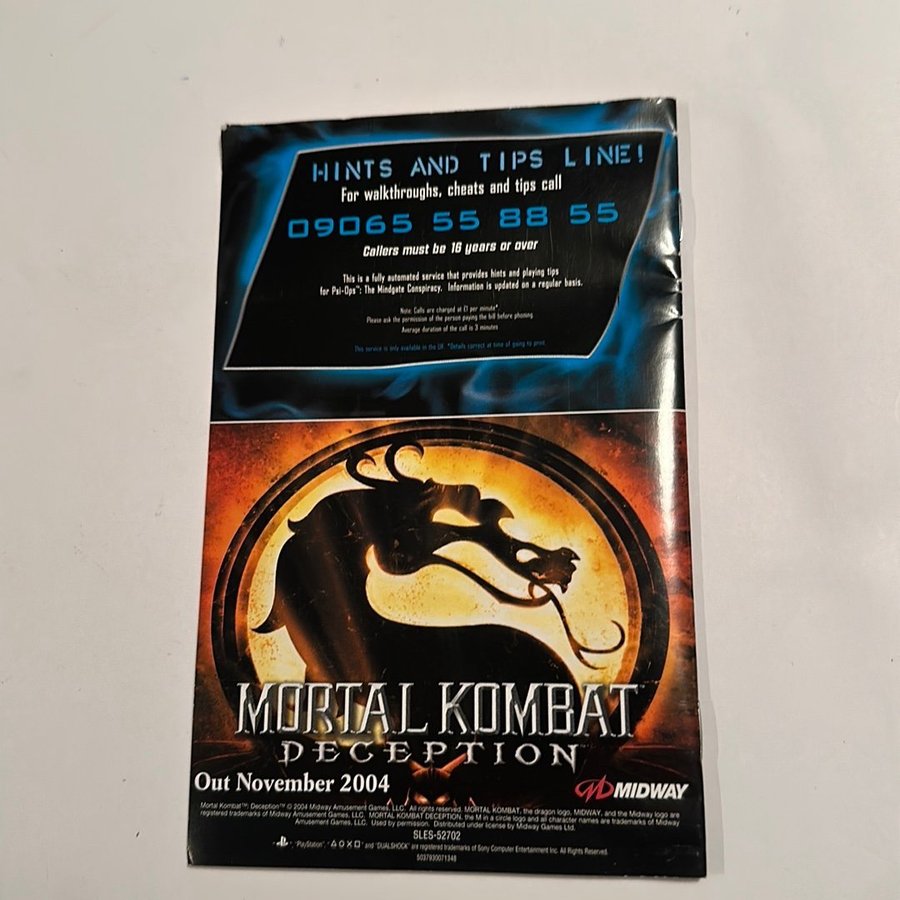 HINTS AND TIPS LINE!
For walkthroughs, cheats and tips call
09065 55 88 55
Callers must be 16 years or over
This is a fully automated service that provides hints and playing tips
for Psi-Ops™: The Mindgate Conspiracy. Information is updated on a regular basis.
Note: Calls are charged at £1 per minute*.
Please ask the permission of the person paying the bill before phoning
Average duration of the call is 3 minutes
This service is only available in the UK. *Details correct at time of going to print.
MORTAL KOMBAT
DECEPTION™
Out November 2004
MIDWAY
Mortal Kombat™: Deception™ © 2004 Midway Amusement Games, LLC. All rights reserved. MORTAL KOMBAT, the dragon logo, MIDWAY, and the Midway logo are
registered trademarks of Midway Amusement Games, LLC. MORTAL KOMBAT DECEPTION, the M in a circle logo and all character names are trademarks of Midway
Amusement Games, LLC. Used by permission. Distributed under license by Midway Games Ltd.
SLES-52702
"PlayStation", "△○✕□" and "DUALSHOCK" are registered trademarks of Sony Computer Entertainment Inc. All Rights Reserved.
5037930071348